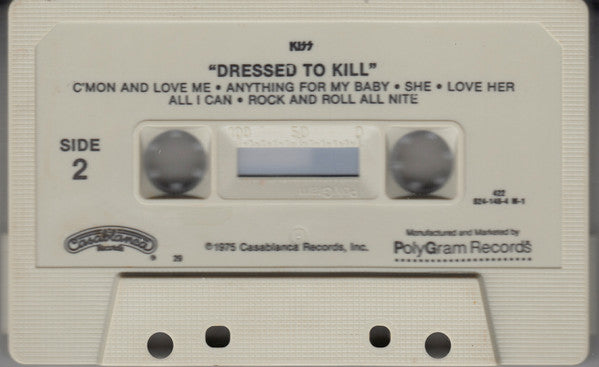 KISS
"DRESSED TO KILL"
C'MON AND LOVE ME • ANYTHING FOR MY BABY • SHE • LOVE HER
ALL I CAN • ROCK AND ROLL ALL NITE
SIDE
2
100 50 0
PolyGram
422
824-148-4 M-1
Casablanca
Records
®
29
℗
©1975 Casablanca Records, Inc.
Manufactured and Marketed by
PolyGram Records